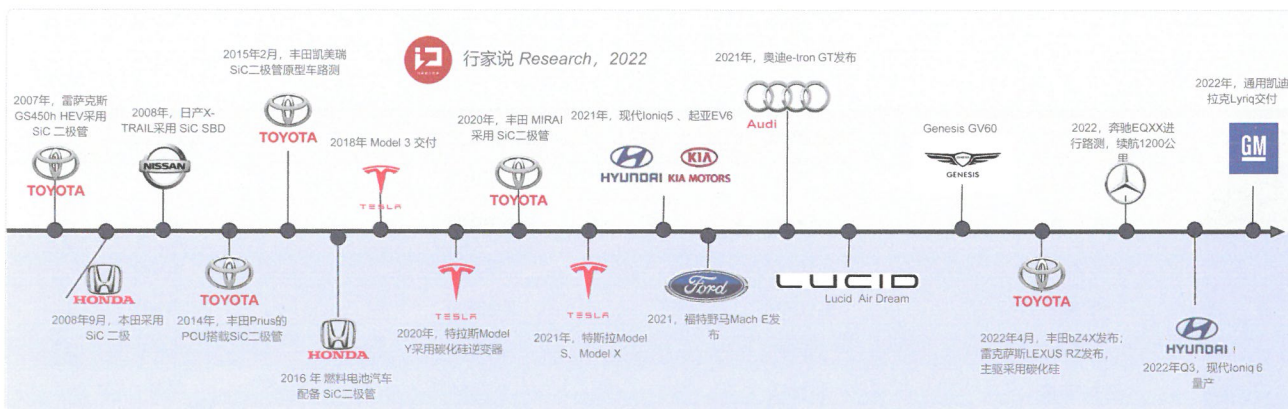 行家说 Research，2022
2007年，雷萨克斯
GS450h HEV采用
SiC 二极管
TOYOTA
HONDA
2008年9月，本田采用
SiC 二极
2008年，日产X-
TRAIL采用 SiC SBD
NISSAN
TOYOTA
2014年，丰田Prius的
PCU搭载SiC二极管
2015年2月，丰田凯美瑞
SiC二极管原型车路测
TOYOTA
HONDA
2016 年 燃料电池汽车
配备 SiC二极管
2018年 Model 3 交付
TESLA
TESLA
2020年，特拉斯Model
Y采用碳化硅逆变器
2020年，丰田 MIRAI
采用 SiC二极管
TOYOTA
TESLA
2021年，特斯拉Model
S、Model X
2021年，现代Ioniq5 、起亚EV6
HYUNDAI
KIA
KIA MOTORS
Ford
2021，福特野马Mach E发
布
2021年，奥迪e-tron GT发布
Audi
LUCID
Lucid Air Dream
Genesis GV60
GENESIS
TOYOTA
2022年4月，丰田bZ4X发布；
雷克萨斯LEXUS RZ发布，
主驱采用碳化硅
2022，奔驰EQXX进
行路测，续航1200公
里
HYUNDAI
2022年Q3，现代Ioniq 6
量产
2022年，通用凯迪
拉克Lyriq交付
GM